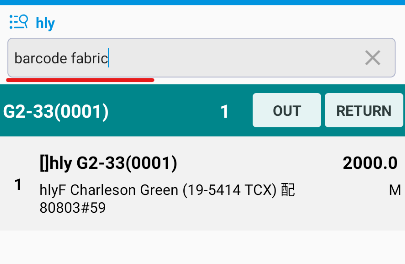 hly
barcode fabric
G2-33(0001) 1 OUT RETURN
[]hly G2-33(0001) 2000.0
1 hlyF Charleson Green (19-5414 TCX) 配 M
80803#59